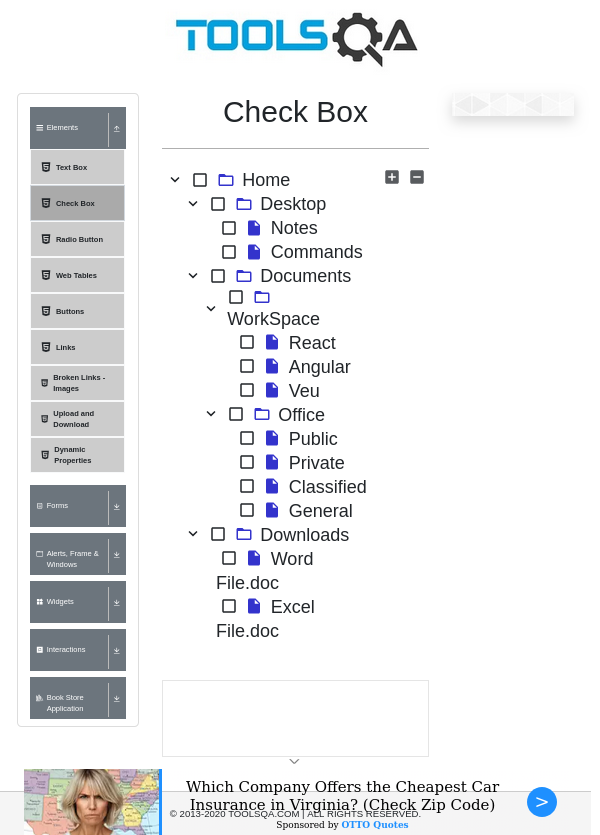 TOOLSQA
Check Box
Elements
Text Box
Check Box
Radio Button
Web Tables
Buttons
Links
Broken Links -
Images
Upload and
Download
Dynamic
Properties
Forms
Alerts, Frame &
Windows
Widgets
Interactions
Book Store
Application
Home
Desktop
Notes
Commands
Documents
WorkSpace
React
Angular
Veu
Office
Public
Private
Classified
General
Downloads
Word
File.doc
Excel
File.doc
Which Company Offers the Cheapest Car
Insurance in Virginia? (Check Zip Code)
© 2013-2020 TOOLSQA.COM | ALL RIGHTS RESERVED.
Sponsored by OTTO Quotes